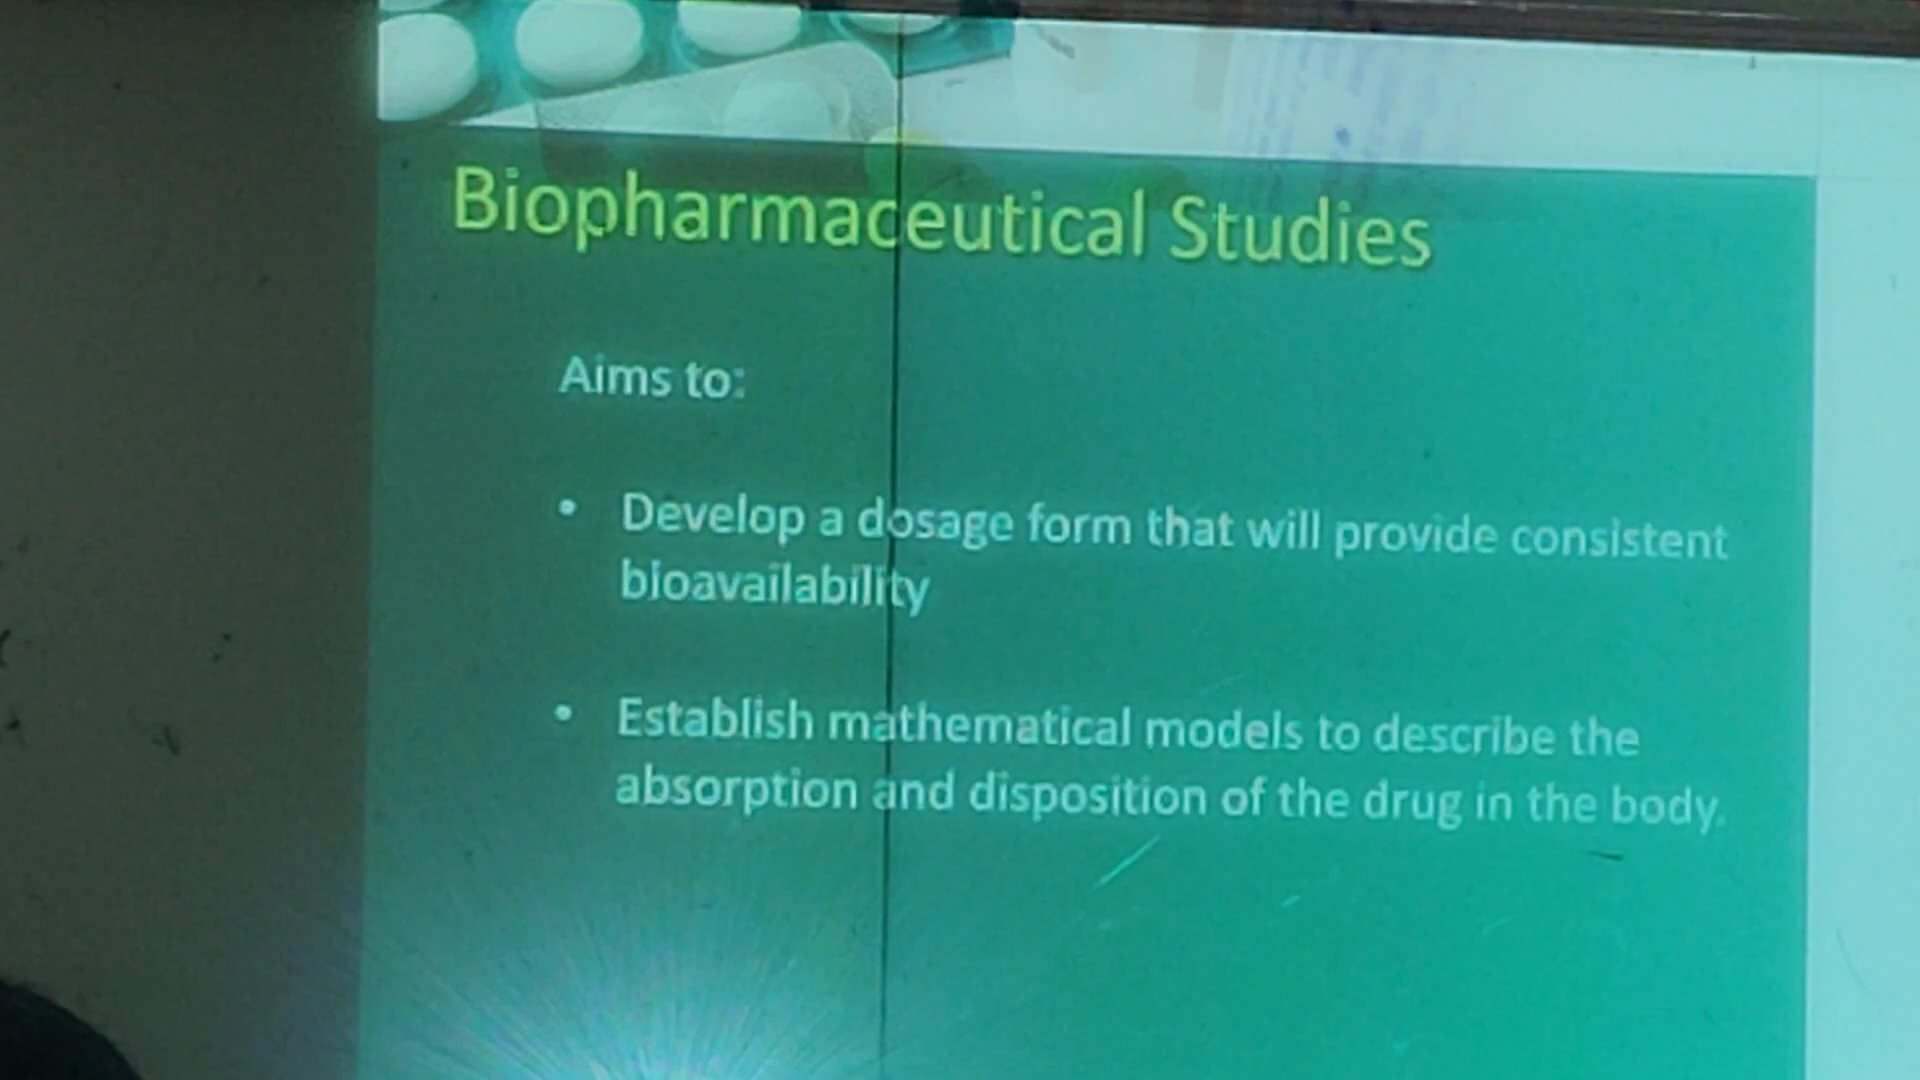 Biopharmaceutical Studies
Aims to:
• Develop a dosage form that will provide consistent
bioavailability
• Establish mathematical models to describe the
absorption and disposition of the drug in the body.